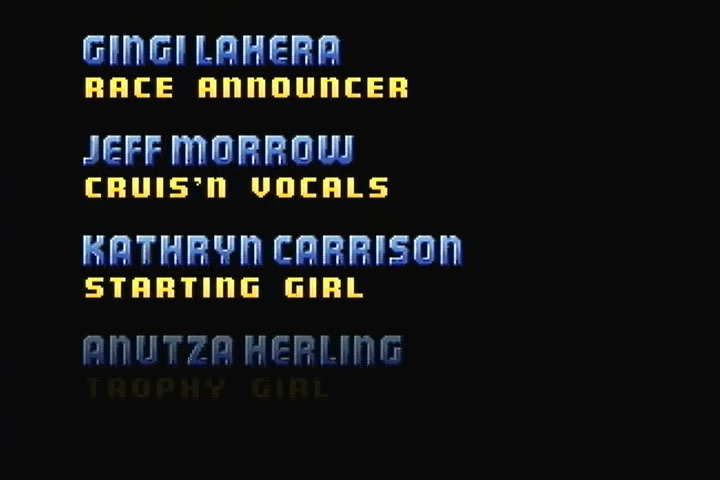 GINGI LAHERA
RACE ANNOUNCER
JEFF MORROW
CRUIS'N VOCALS
KATHRYN CARRISON
STARTING GIRL
ANUTZA HERLING
TROPHY GIRL